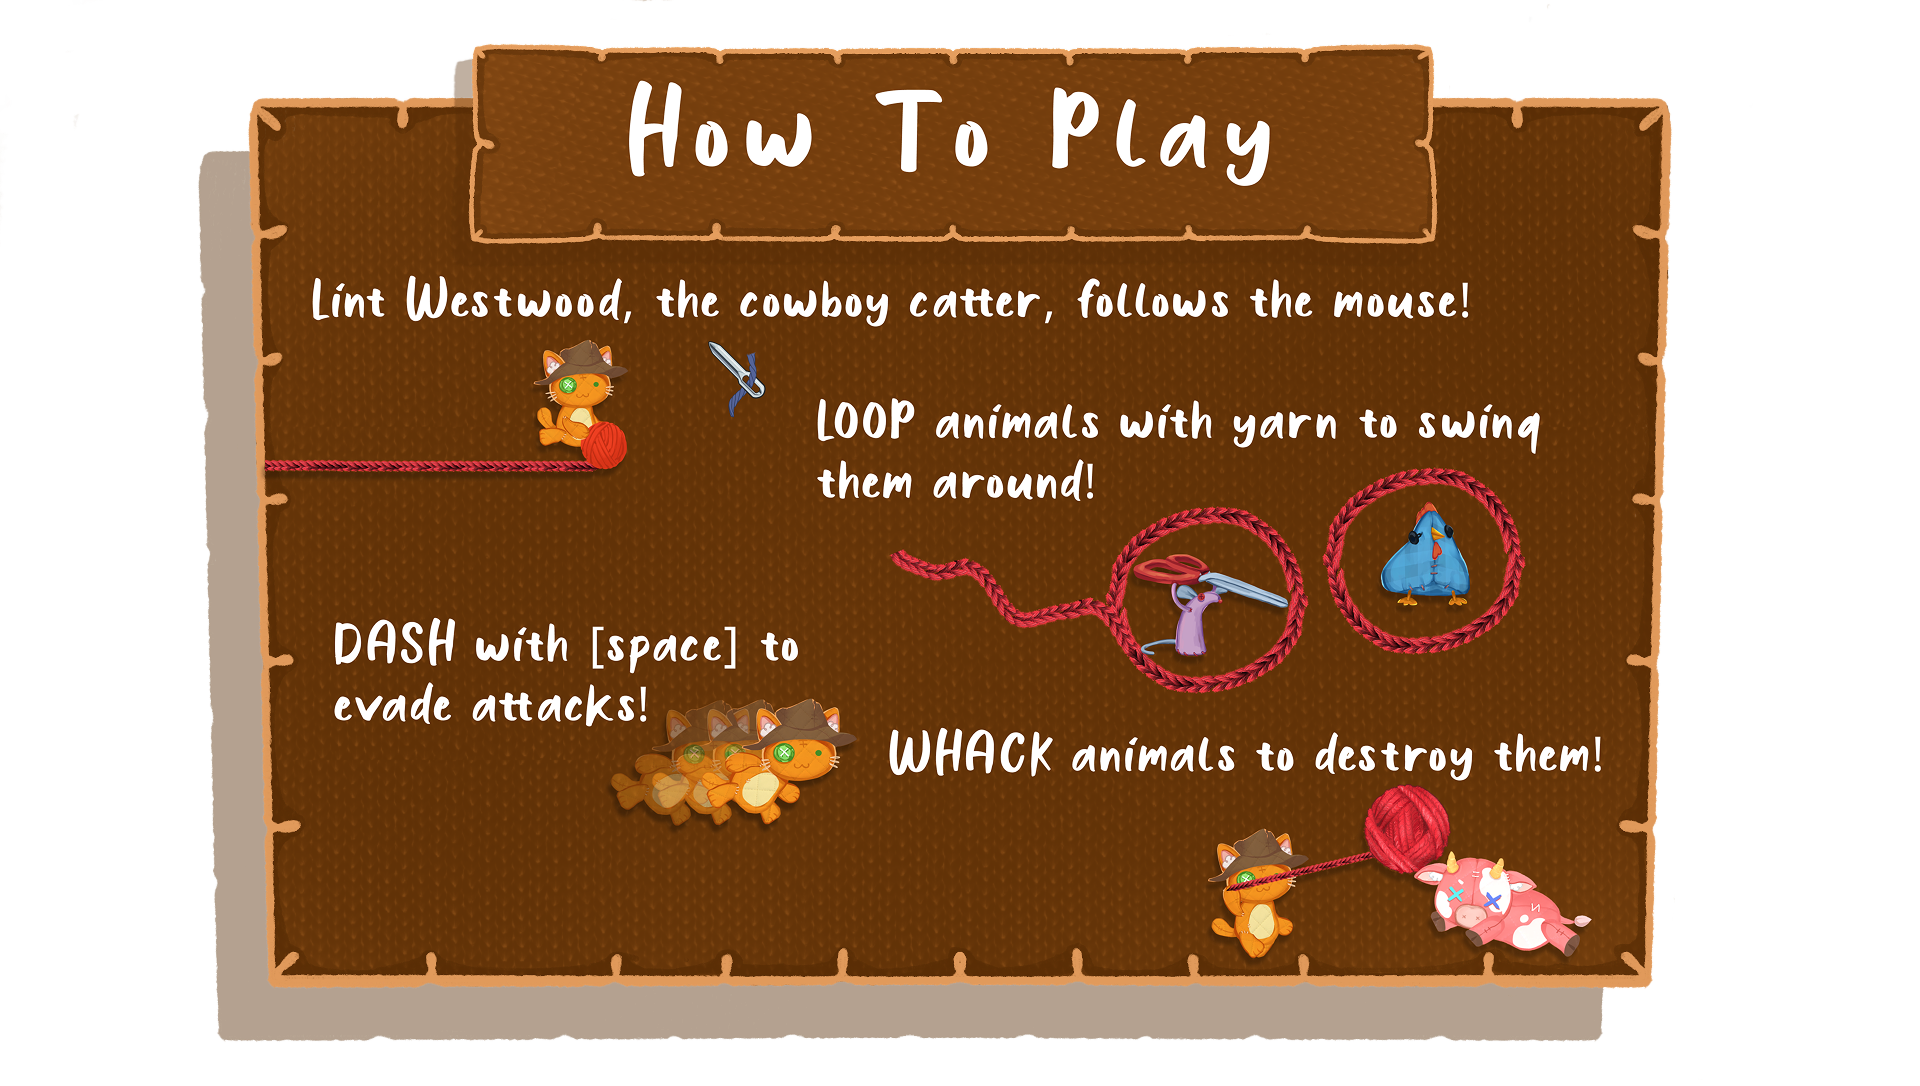 How To Play
Lint Westwood, the cowboy catter, follows the mouse!
LOOP animals with yarn to swing
them around!
DASH with [space] to
evade attacks!
WHACK animals to destroy them!